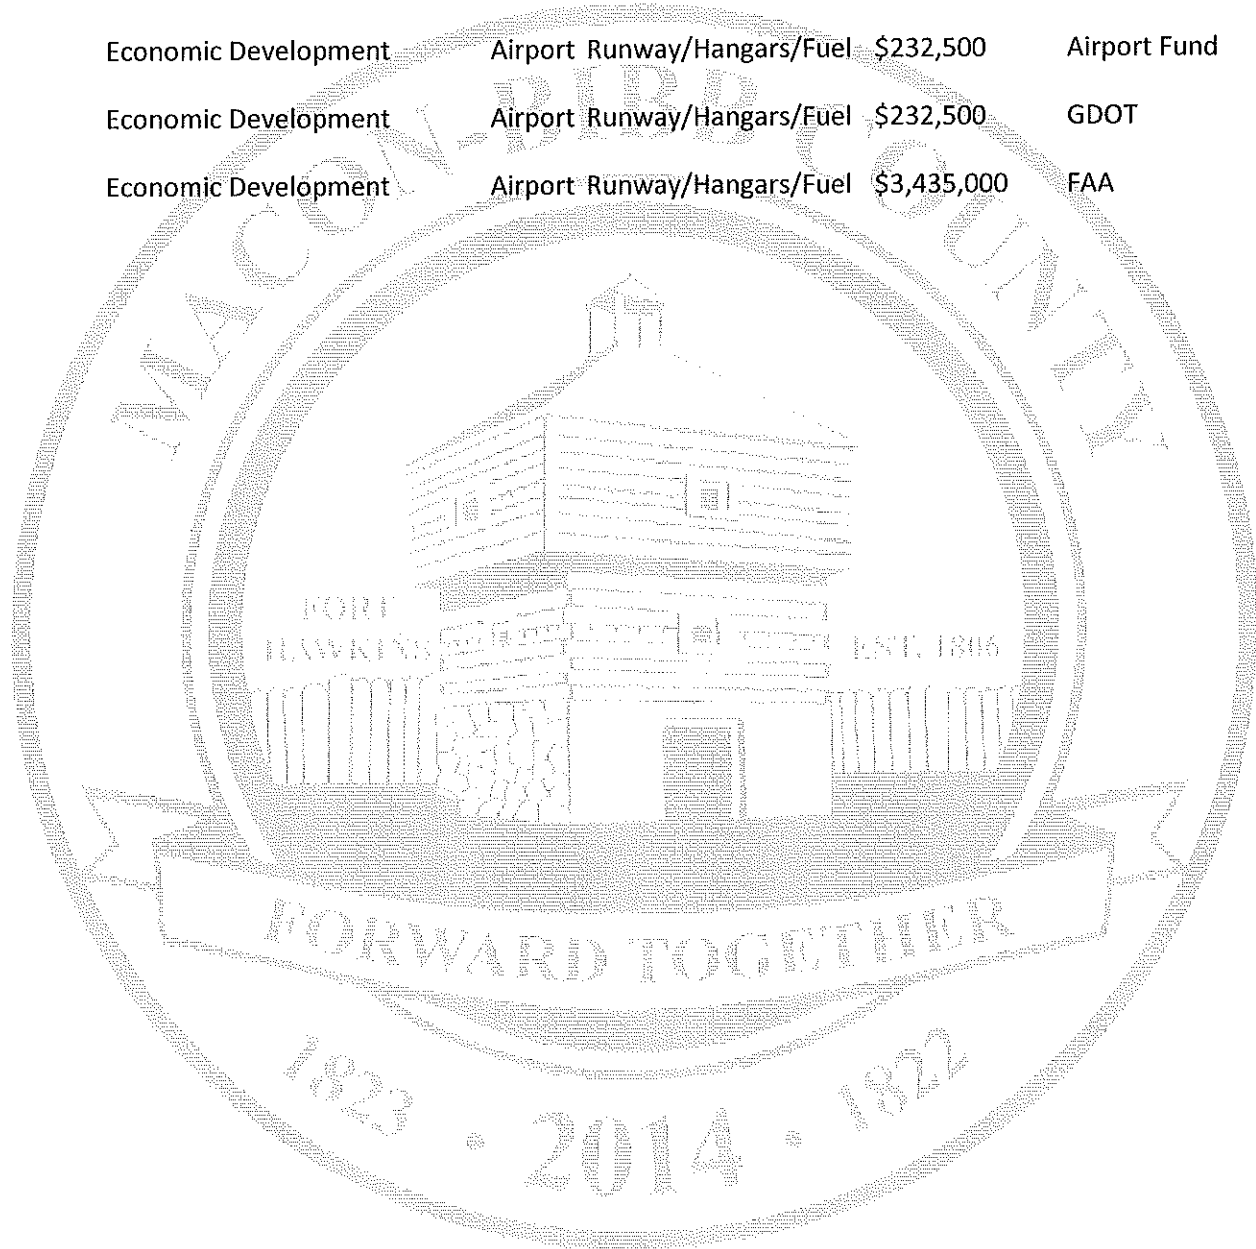 Economic Development Airport Runway/Hangars/Fuel $232,500 Airport Fund
Economic Development Airport Runway/Hangars/Fuel $232,500 GDOT
Economic Development Airport Runway/Hangars/Fuel $3,435,000 FAA
MACON-BIBB COUNTY
FORT
HAWKINS
EST. 1806
FORWARD TOGETHER
1823 • 2014 • 1822